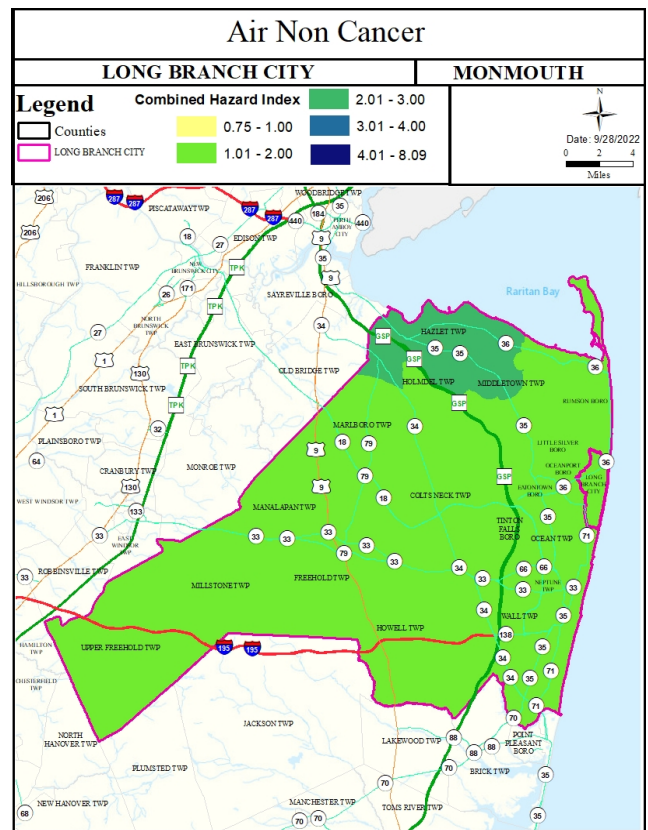 Air Non Cancer
LONG BRANCH CITY
MONMOUTH
Legend
Combined Hazard Index
Counties
LONG BRANCH CITY
0.75 - 1.00
1.01 - 2.00
2.01 - 3.00
3.01 - 4.00
4.01 - 8.09
N
Date: 9/28/2022
0 2 4
Miles
206
287
287
PISCATAWAY TWP
WOODBRIDGE TWP
35
287
287
440
184
440
PERTH
AMBOY
CITY
206
18
27
EDISON TWP
9
35
FRANKLIN TWP
NEW
BRUNSWICK CITY
TPK
9
HILLSBOROUGH TWP
171
26
SAYREVILLE BORO
Raritan Bay
TPK
NORTH
BRUNSWICK
TWP
34
27
EAST BRUNSWICK TWP
GSP
HAZLET TWP
35
35
36
1
130
TPK
OLD BRIDGE TWP
GSP
36
SOUTH BRUNSWICK TWP
HOLMDEL TWP
MIDDLETOWN TWP
TPK
GSP
RUMSON BORO
1
32
MARLBORO TWP
34
35
PLAINSBORO TWP
18
79
LITTLE SILVER
BORO
9
64
CRANBURY TWP
MONROE TWP
OCEANPORT
BORO
36
79
GSP
LONG
BRANCH
CITY
130
9
EATONTOWN
BORO
36
18
COLTS NECK TWP
WEST WINDSOR TWP
133
MANALAPAN TWP
35
TINTON
FALLS
BORO
33
EAST
WINDSOR
TWP
33
33
33
33
71
OCEAN TWP
79
33
ROBBINSVILLE TWP
34
66
66
33
FREEHOLD TWP
33
33
NEPTUNE
TWP
33
MILLSTONE TWP
34
35
WALL TWP
HOWELL TWP
138
HAMILTON
TWP
UPPER FREEHOLD TWP
195
195
35
34
CHESTERFIELD
TWP
34
35
71
71
JACKSON TWP
70
NORTH
HANOVER TWP
LAKEWOOD TWP
88
88
88
POINT
PLEASANT
BORO
PLUMSTED TWP
70
BRICK TWP
35
70
NEW HANOVER TWP
MANCHESTER TWP
TOMS RIVER TWP
68
70
70
35